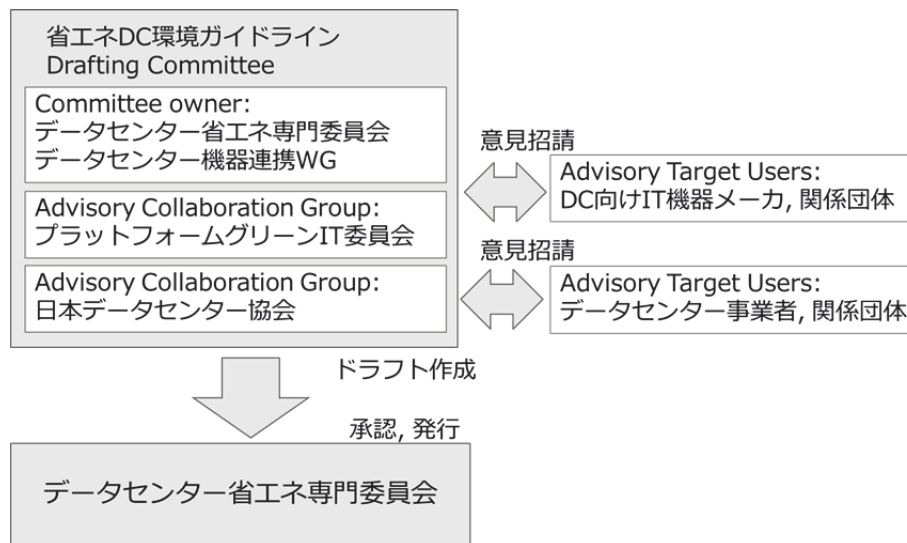 省エネDC環境ガイドライン
Drafting Committee
Committee owner:
データセンター省エネ専門委員会
データセンター機器連携WG
Advisory Collaboration Group:
プラットフォームグリーンIT委員会
Advisory Collaboration Group:
日本データセンター協会
意見招請
Advisory Target Users:
DC向けIT機器メーカ, 関係団体
意見招請
Advisory Target Users:
データセンター事業者, 関係団体
ドラフト作成
承認, 発行
データセンター省エネ専門委員会